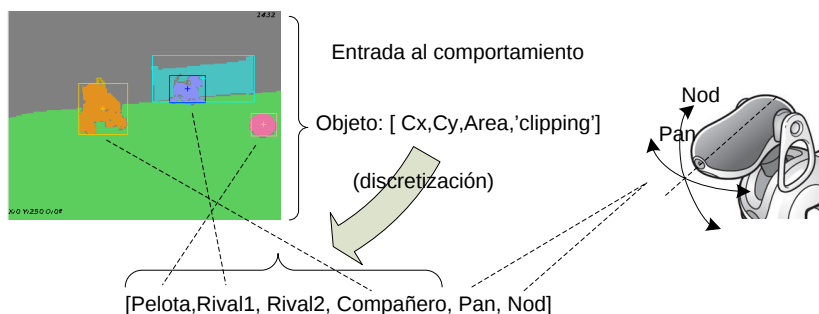 1432
Entrada al comportamiento
Nod
Objeto: [ Cx,Cy,Area,’clipping’]
Pan
(discretización)
[Pelota,Rival1, Rival2, Compañero, Pan, Nod]